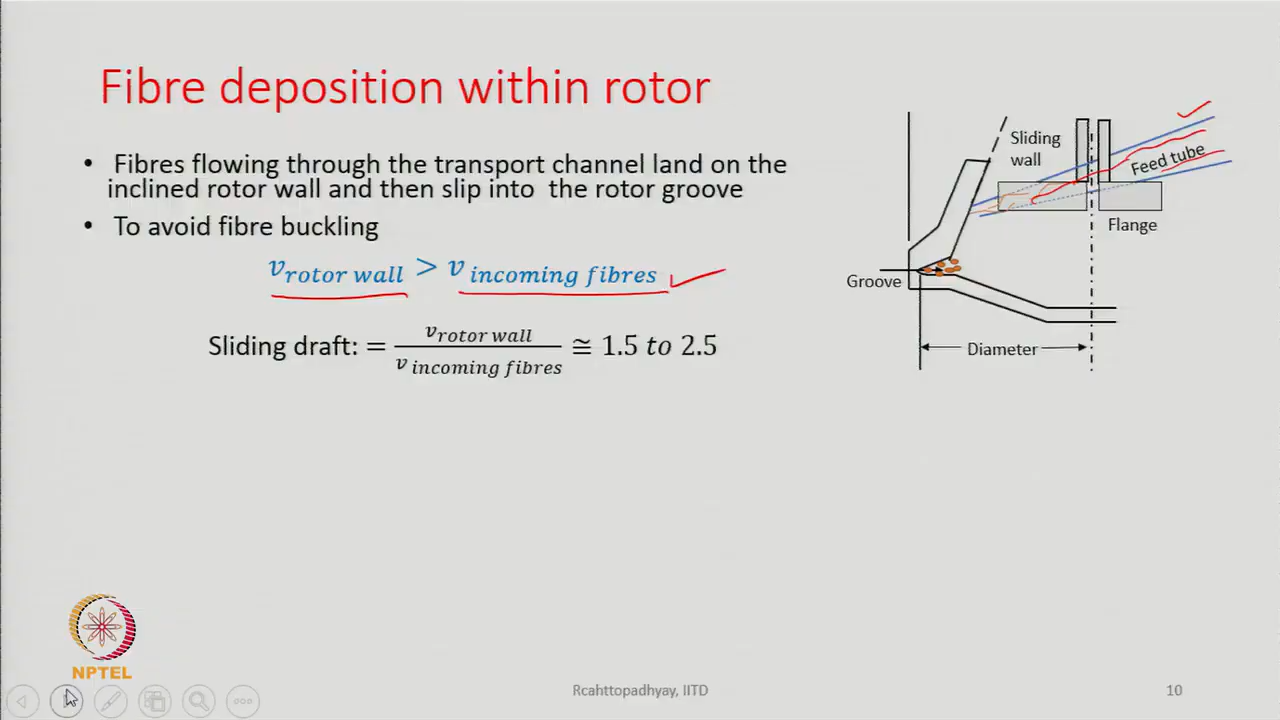 Fibre deposition within rotor
• Fibres flowing through the transport channel land on the
inclined rotor wall and then slip into the rotor groove
• To avoid fibre buckling
v rotor wall > v incoming fibres
Sliding draft: = v rotor wall / v incoming fibres ≅ 1.5 to 2.5
Sliding
wall
Feed tube
Flange
Groove
Diameter
NPTEL
Rcahttopadhyay, IITD
10